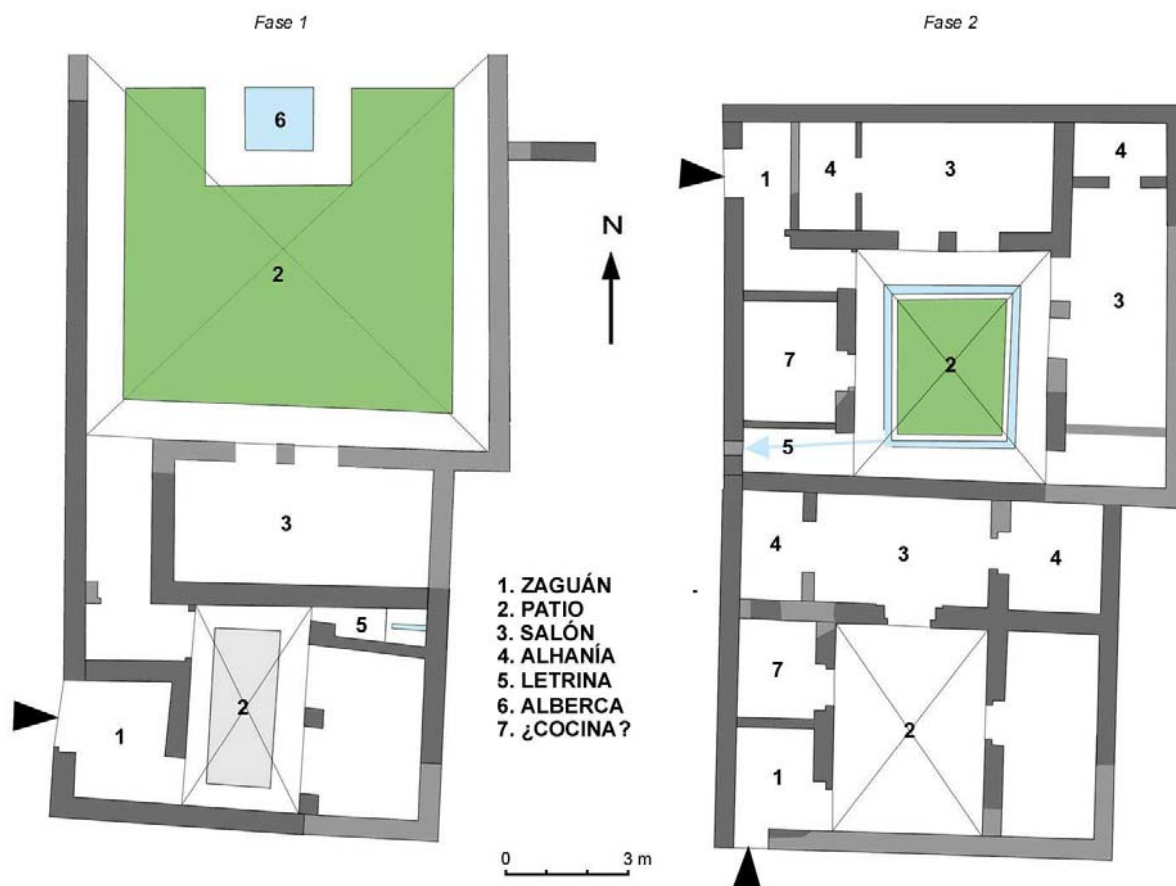 Fase 1
Fase 2
6
2
3
5
2
1
N
1
4
3
4
3
7
2
5
4
3
4
7
2
1
1. ZAGUÁN
2. PATIO
3. SALÓN
4. ALHANÍA
5. LETRINA
6. ALBERCA
7. ¿COCINA?
0 3 m